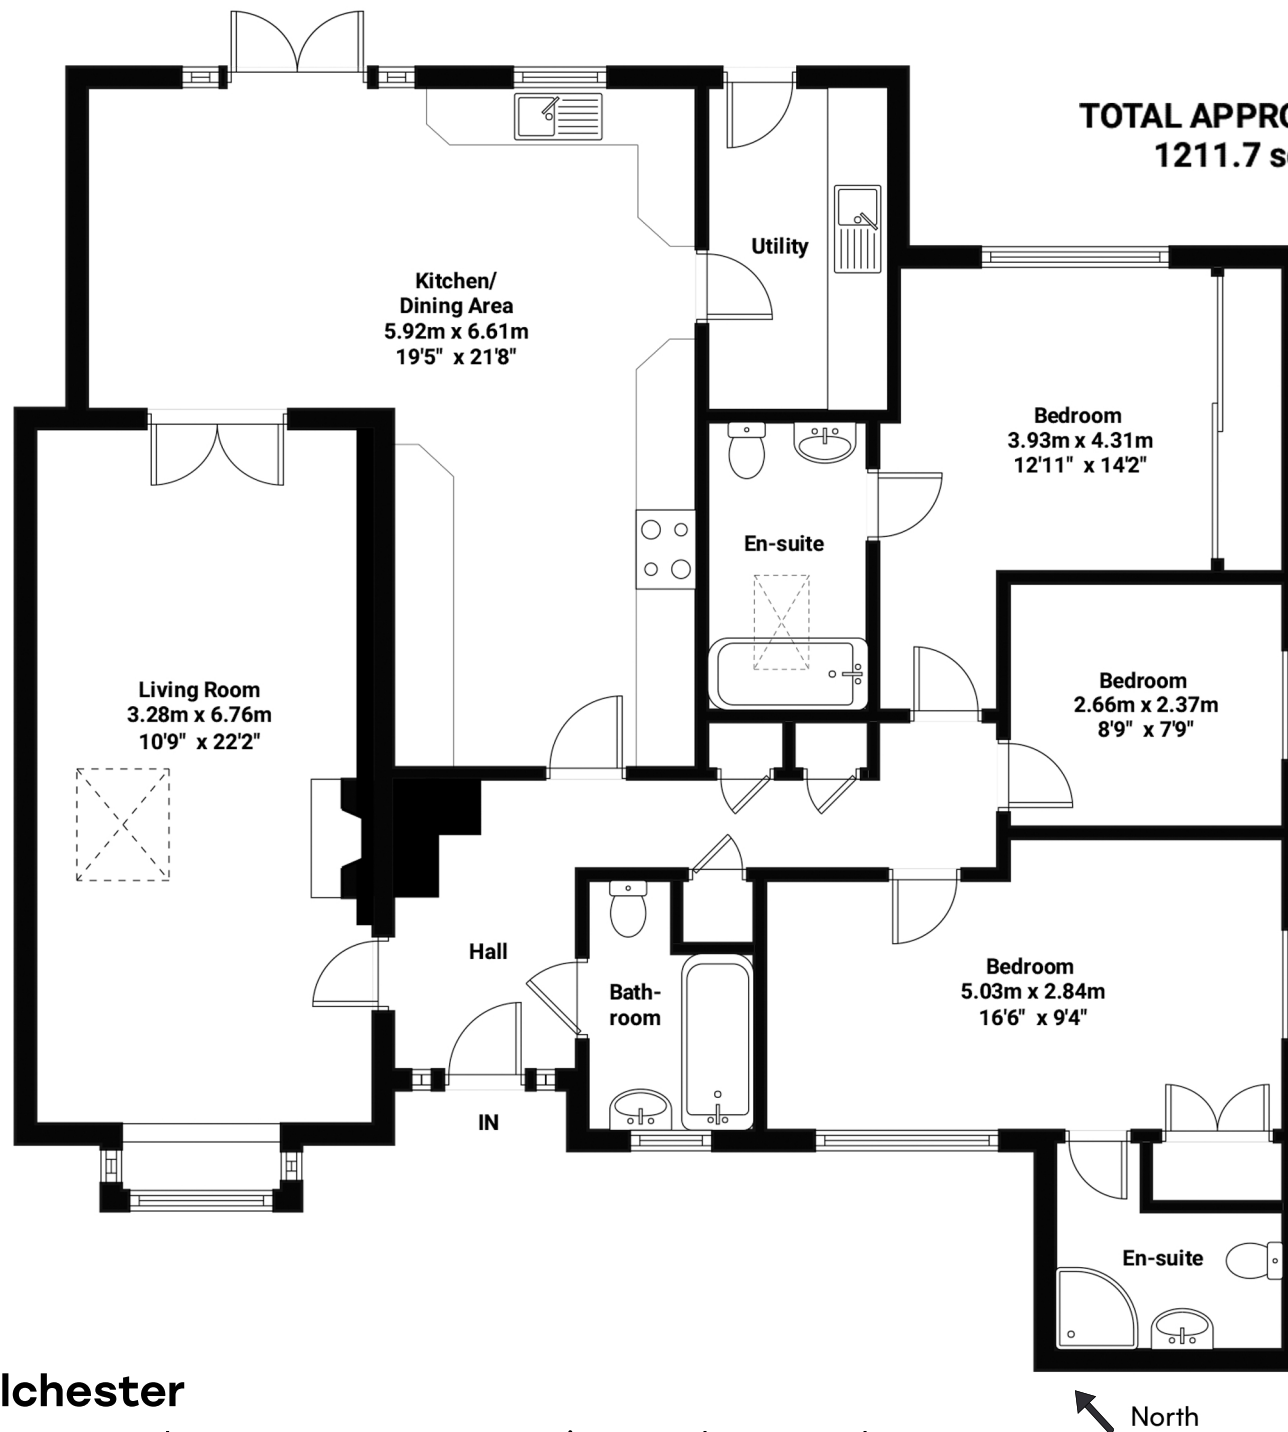 TOTAL APPRO
1211.7 s
Utility
Kitchen/
Dining Area
5.92m x 6.61m
19'5" x 21'8"
Bedroom
3.93m x 4.31m
12'11" x 14'2"
En-suite
Living Room
3.28m x 6.76m
10'9" x 22'2"
Bedroom
2.66m x 2.37m
8'9" x 7'9"
Hall
Bath-
room
Bedroom
5.03m x 2.84m
16'6" x 9'4"
IN
En-suite
lchester
North